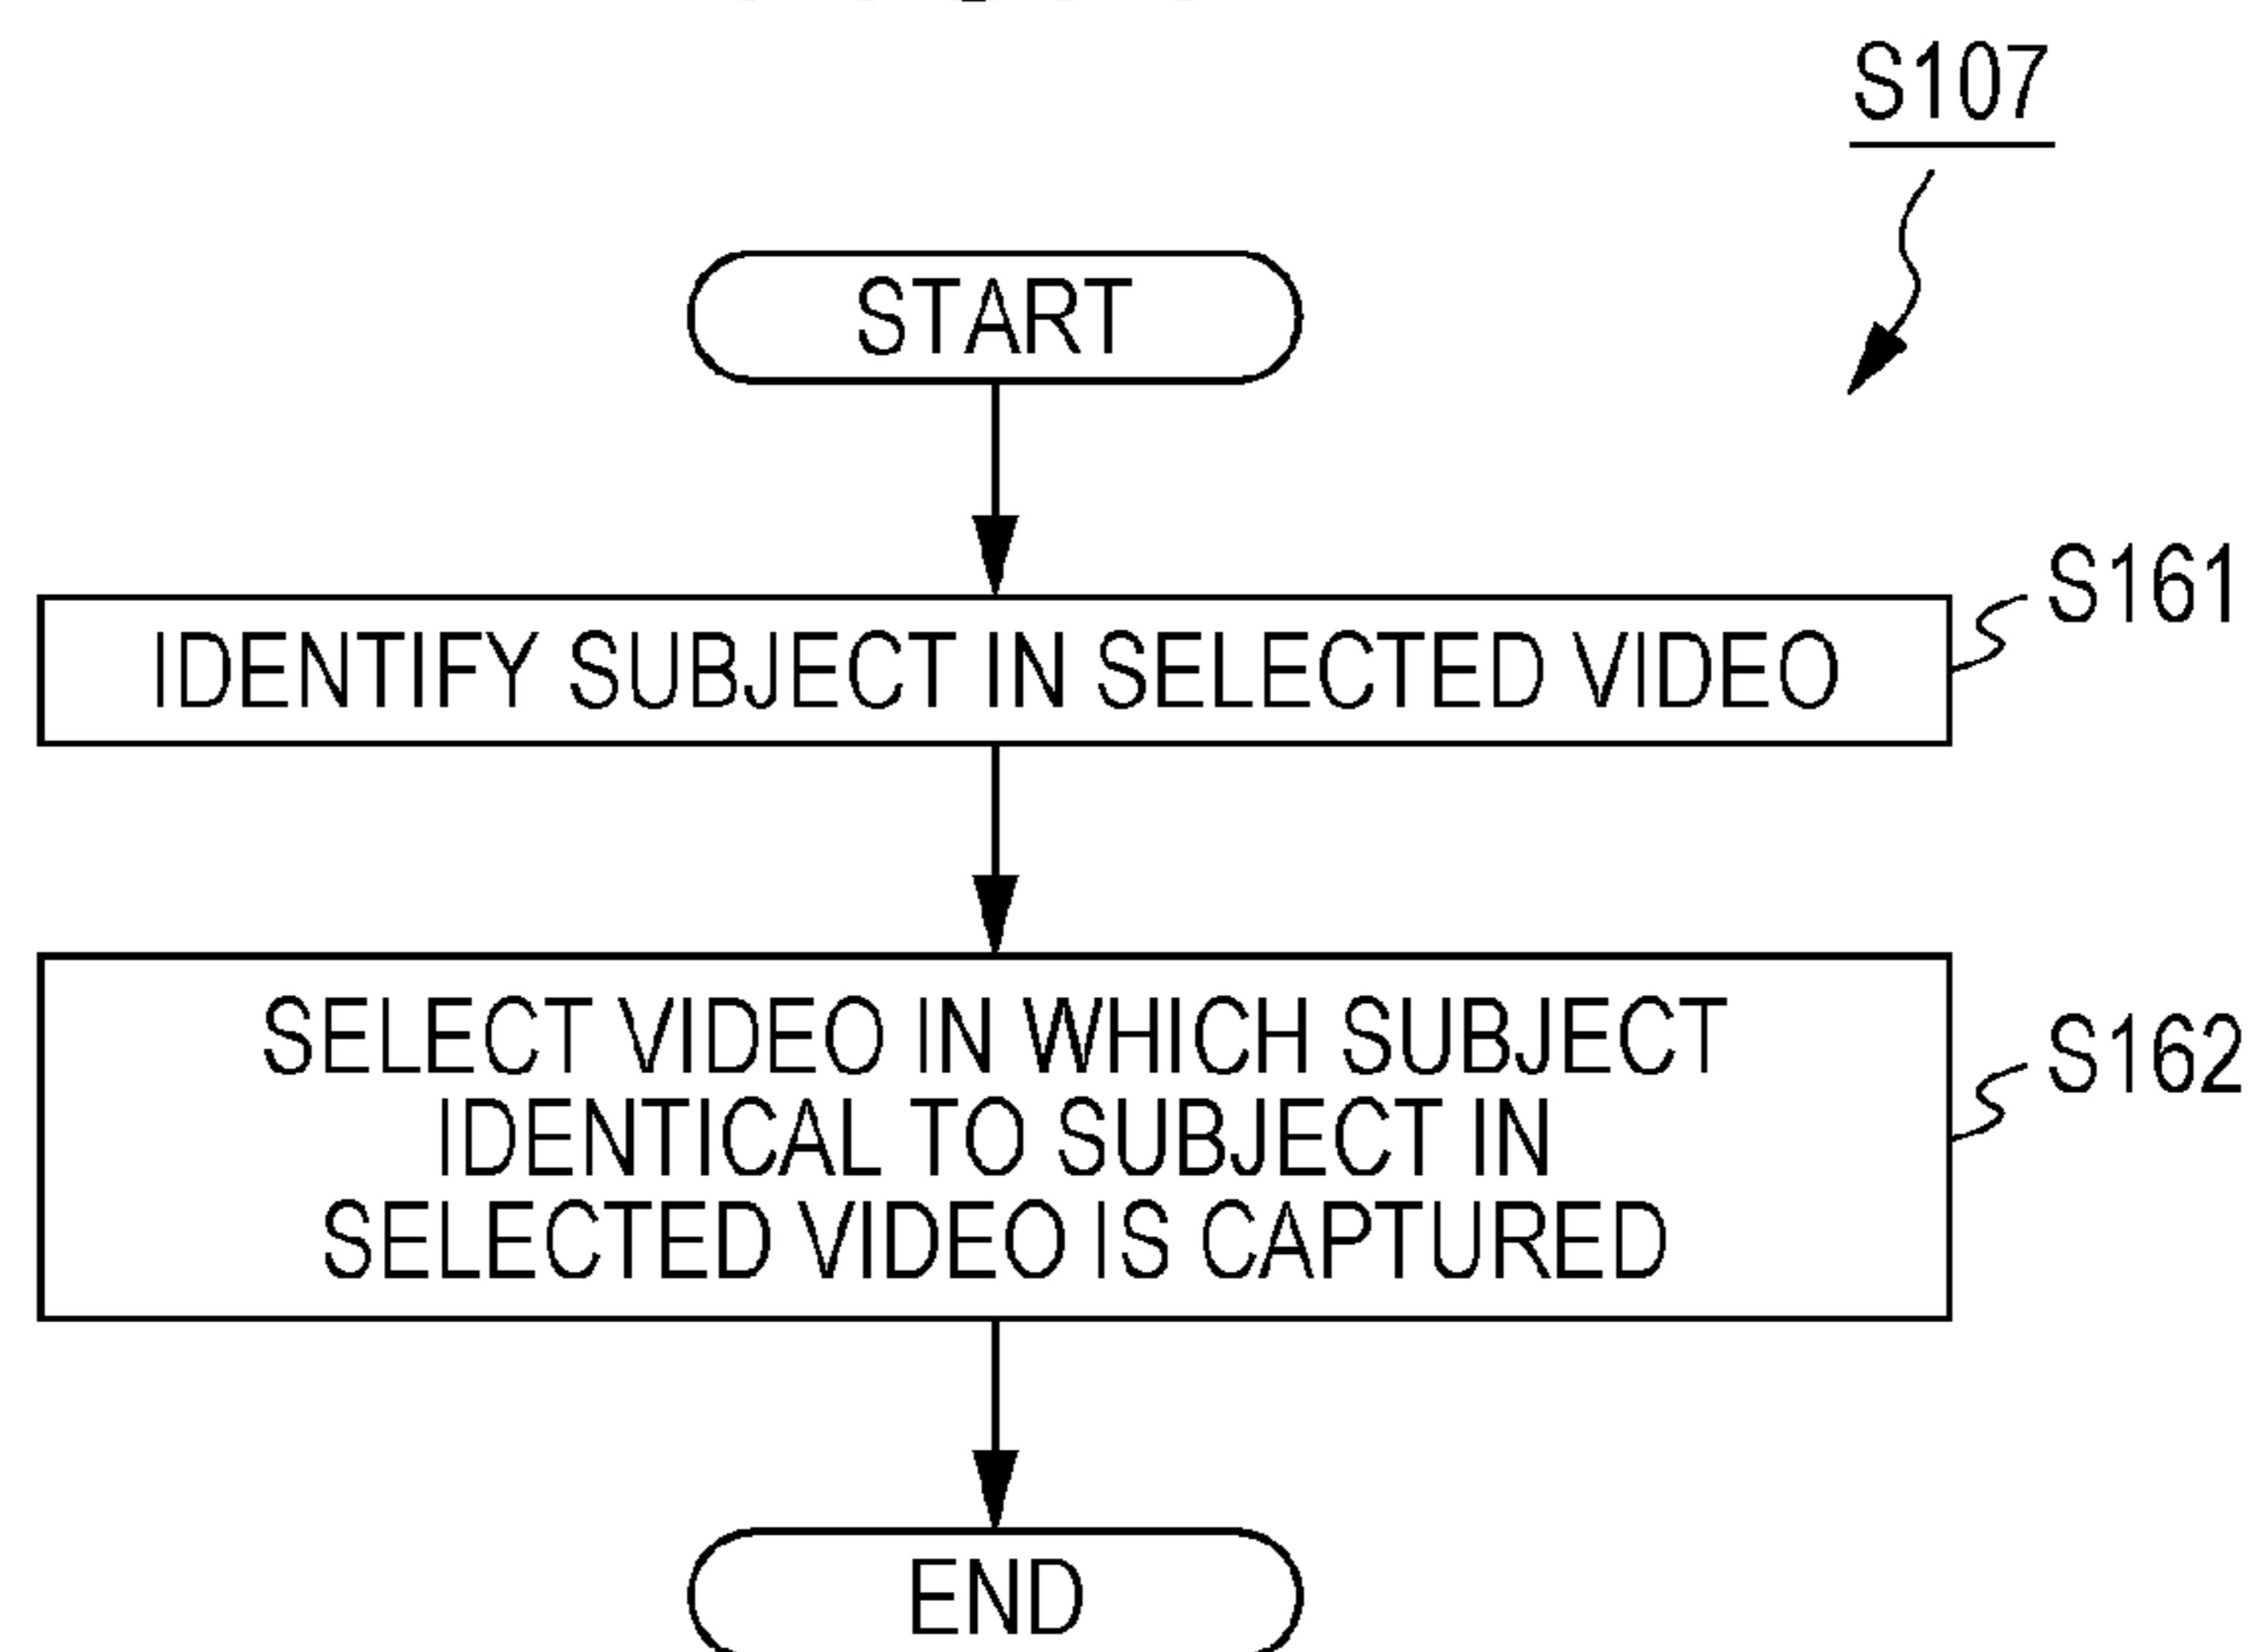 S107
START
IDENTIFY SUBJECT IN SELECTED VIDEO
S161
SELECT VIDEO IN WHICH SUBJECT
IDENTICAL TO SUBJECT IN
SELECTED VIDEO IS CAPTURED
S162
END